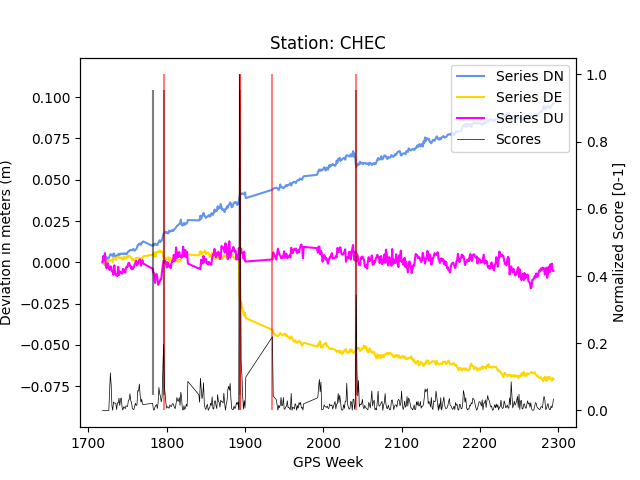 Station: CHEC
Series DN
Series DE
Series DU
Scores
Deviation in meters (m)
0.100
0.075
0.050
0.025
0.000
−0.025
−0.050
−0.075
1.0
0.8
0.6
0.4
0.2
0.0
Normalized Score [0-1]
1700 1800 1900 2000 2100 2200 2300
GPS Week